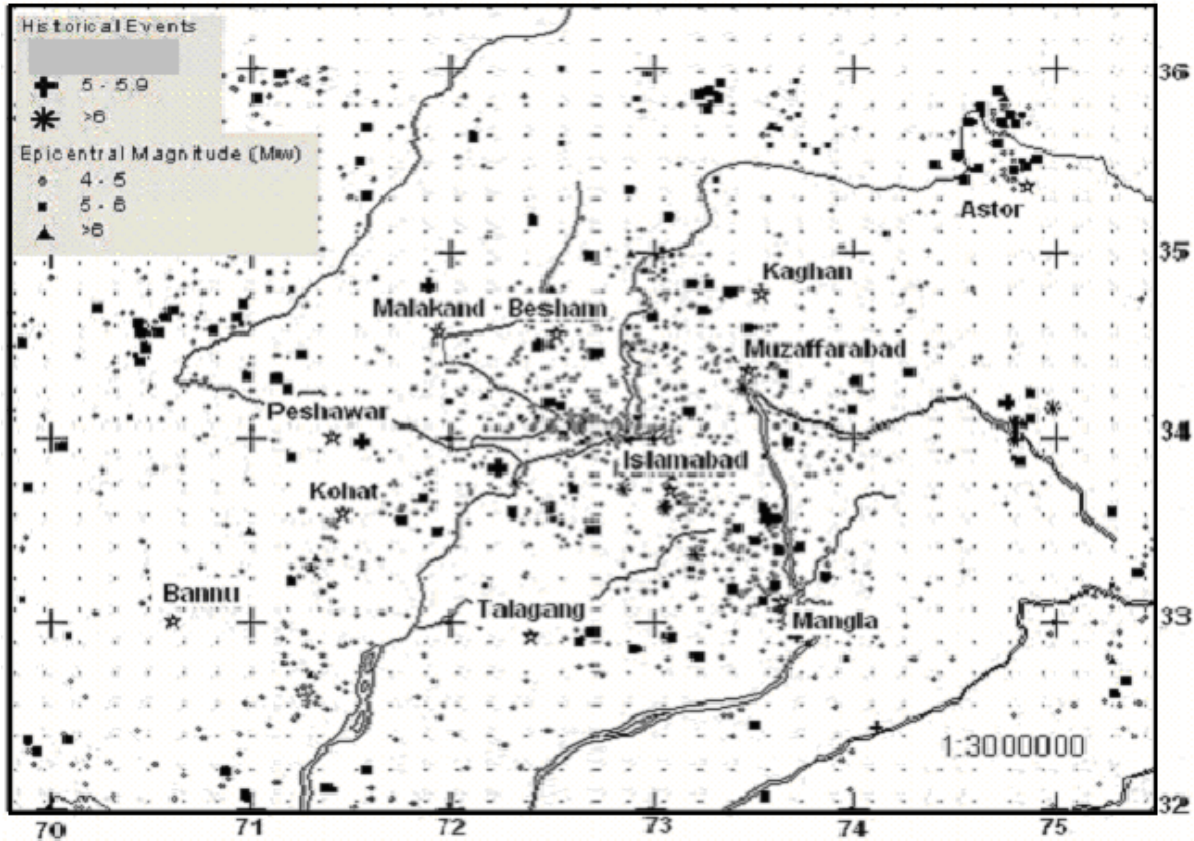 Historical Events
5 - 5.9
>6
Epicentral Magnitude (Mw)
4 - 5
5 - 6
>6
36
Astor
35
Kaghan
Malakand Beshann
Muzaffarabad
Peshawar
34
Islamabad
Kohat
Bannu
Talagang
Mangla
33
1:3000000
32
70 71 72 73 74 75